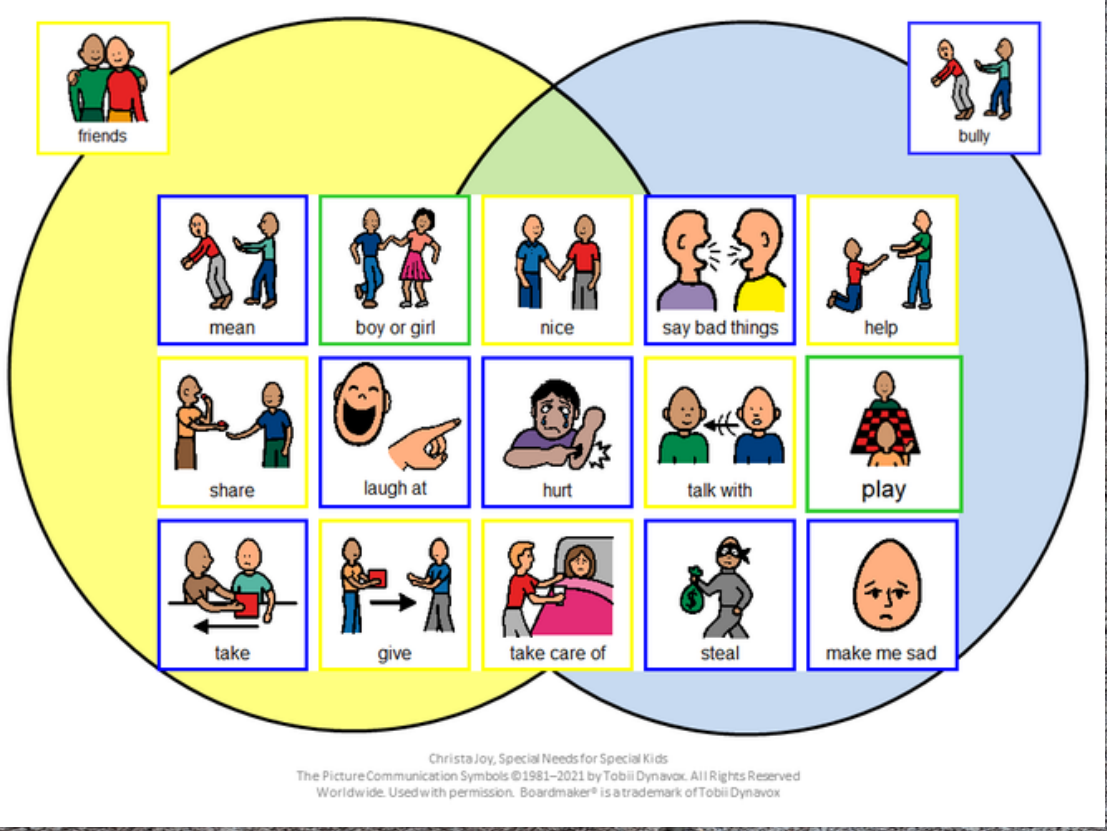 friends
bully
mean
boy or girl
nice
say bad things
help
share
laugh at
hurt
talk with
play
take
give
take care of
steal
make me sad
Christa Joy, Special Needs for Special Kids
The Picture Communication Symbols ©1981–2021 by Tobii Dynavox. All Rights Reserved
Worldwide. Used with permission. Boardmaker® is a trademark of Tobii Dynavox